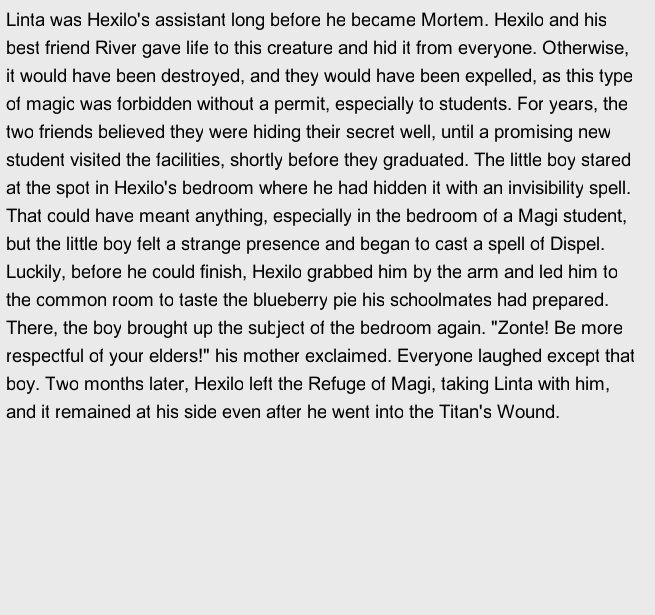 Linta was Hexilo's assistant long before he became Mortem. Hexilo and his
best friend River gave life to this creature and hid it from everyone. Otherwise,
it would have been destroyed, and they would have been expelled, as this type
of magic was forbidden without a permit, especially to students. For years, the
two friends believed they were hiding their secret well, until a promising new
student visited the facilities, shortly before they graduated. The little boy stared
at the spot in Hexilo's bedroom where he had hidden it with an invisibility spell.
That could have meant anything, especially in the bedroom of a Magi student,
but the little boy felt a strange presence and began to cast a spell of Dispel.
Luckily, before he could finish, Hexilo grabbed him by the arm and led him to
the common room to taste the blueberry pie his schoolmates had prepared.
There, the boy brought up the subject of the bedroom again. "Zonte! Be more
respectful of your elders!" his mother exclaimed. Everyone laughed except that
boy. Two months later, Hexilo left the Refuge of Magi, taking Linta with him,
and it remained at his side even after he went into the Titan's Wound.